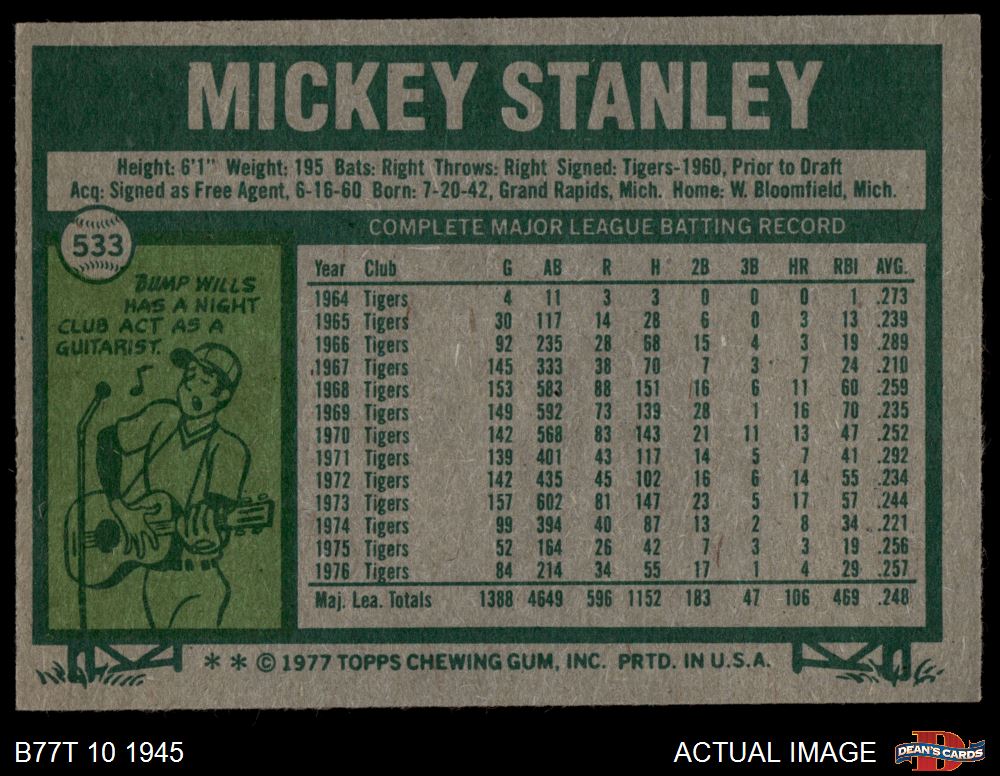 MICKEY STANLEY
Height: 6'1" Weight: 195 Bats: Right Throws: Right Signed: Tigers-1960, Prior to Draft
Acq: Signed as Free Agent, 6-16-60 Born: 7-20-42, Grand Rapids, Mich. Home: W. Bloomfield, Mich.
533
BUMP WILLS
HAS A NIGHT
CLUB ACT AS A
GUITARIST.
COMPLETE MAJOR LEAGUE BATTING RECORD
Year Club G AB R H 2B 3B HR RBI AVG.
1964 Tigers 4 11 3 3 0 0 0 1 .273
1965 Tigers 30 117 14 28 6 0 3 13 .239
1966 Tigers 92 235 28 68 15 4 3 19 .289
1967 Tigers 145 333 38 70 7 3 7 24 .210
1968 Tigers 153 583 88 151 16 6 11 60 .259
1969 Tigers 149 592 73 139 28 1 16 70 .235
1970 Tigers 142 568 83 143 21 11 13 47 .252
1971 Tigers 139 401 43 117 14 5 7 41 .292
1972 Tigers 142 435 45 102 16 6 14 55 .234
1973 Tigers 157 602 81 147 23 5 17 57 .244
1974 Tigers 99 394 40 87 13 2 8 34 .221
1975 Tigers 52 164 26 42 7 3 3 19 .256
1976 Tigers 84 214 34 55 17 1 4 29 .257
Maj. Lea. Totals 1388 4649 596 1152 183 47 106 469 .248
* * © 1977 TOPPS CHEWING GUM, INC. PRTD. IN U.S.A.
B77T 10 1945
ACTUAL IMAGE
DEAN'S CARDS